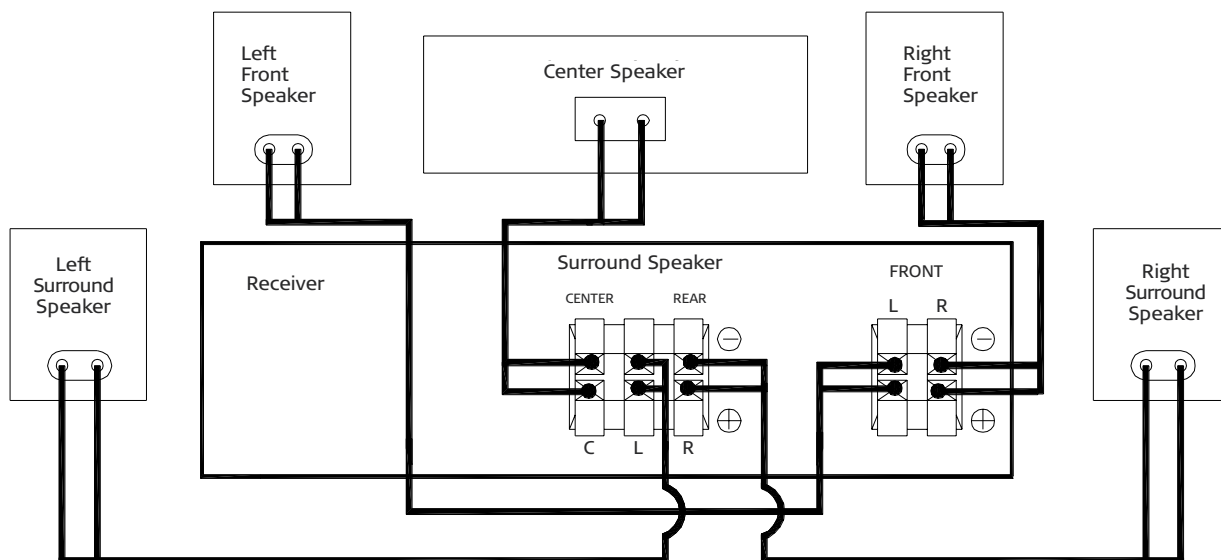 Left
Front
Speaker
Center Speaker
Right
Front
Speaker
Left
Surround
Speaker
Receiver
Surround Speaker
CENTER
REAR
FRONT
L
R
Right
Surround
Speaker
−
+
C
L
R
−
+